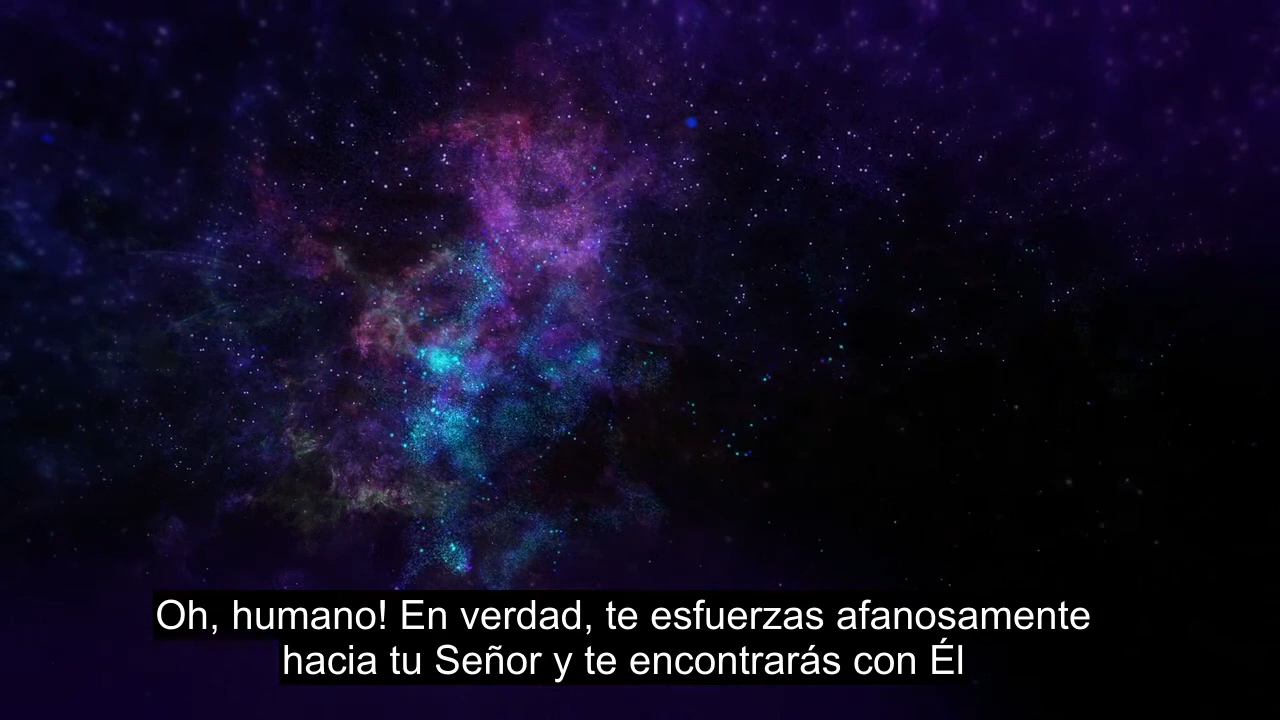 Oh, humano! En verdad, te esfuerzas afanosamente
hacia tu Señor y te encontrarás con Él